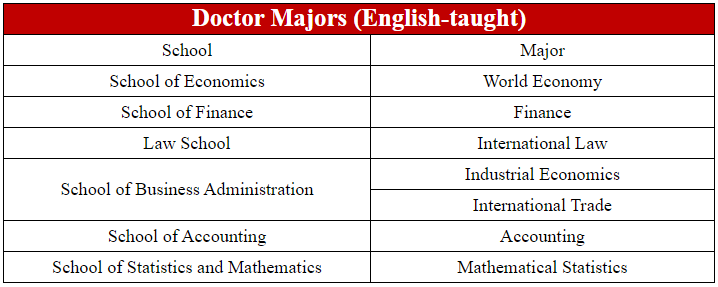 Doctor Majors (English-taught)
School Major
School of Economics World Economy
School of Finance Finance
Law School International Law
School of Business Administration Industrial Economics
International Trade
School of Accounting Accounting
School of Statistics and Mathematics Mathematical Statistics